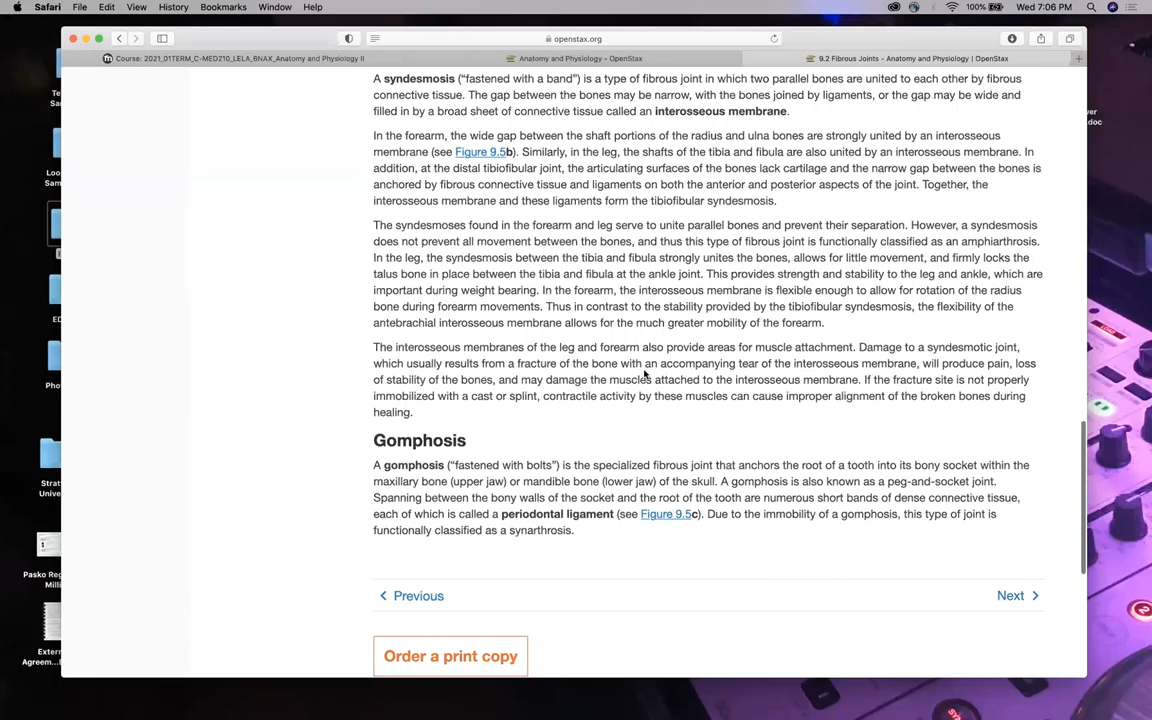 Safari File Edit View History Bookmarks Window Help 100% Wed 7:06 PM
openstax.org
Course: 2021_01TERM_C-MED210_LELA_6NAX_Anatomy and Physiology II Anatomy and Physiology - OpenStax 9.2 Fibrous Joints - Anatomy and Physiology | OpenStax
A syndesmosis (“fastened with a band”) is a type of fibrous joint in which two parallel bones are united to each other by fibrous
connective tissue. The gap between the bones may be narrow, with the bones joined by ligaments, or the gap may be wide and
filled in by a broad sheet of connective tissue called an interosseous membrane.
In the forearm, the wide gap between the shaft portions of the radius and ulna bones are strongly united by an interosseous
membrane (see Figure 9.5b). Similarly, in the leg, the shafts of the tibia and fibula are also united by an interosseous membrane. In
addition, at the distal tibiofibular joint, the articulating surfaces of the bones lack cartilage and the narrow gap between the bones is
anchored by fibrous connective tissue and ligaments on both the anterior and posterior aspects of the joint. Together, the
interosseous membrane and these ligaments form the tibiofibular syndesmosis.
The syndesmoses found in the forearm and leg serve to unite parallel bones and prevent their separation. However, a syndesmosis
does not prevent all movement between the bones, and thus this type of fibrous joint is functionally classified as an amphiarthrosis.
In the leg, the syndesmosis between the tibia and fibula strongly unites the bones, allows for little movement, and firmly locks the
talus bone in place between the tibia and fibula at the ankle joint. This provides strength and stability to the leg and ankle, which are
important during weight bearing. In the forearm, the interosseous membrane is flexible enough to allow for rotation of the radius
bone during forearm movements. Thus in contrast to the stability provided by the tibiofibular syndesmosis, the flexibility of the
antebrachial interosseous membrane allows for the much greater mobility of the forearm.
The interosseous membranes of the leg and forearm also provide areas for muscle attachment. Damage to a syndesmotic joint,
which usually results from a fracture of the bone with an accompanying tear of the interosseous membrane, will produce pain, loss
of stability of the bones, and may damage the muscles attached to the interosseous membrane. If the fracture site is not properly
immobilized with a cast or splint, contractile activity by these muscles can cause improper alignment of the broken bones during
healing.
Gomphosis
A gomphosis (“fastened with bolts”) is the specialized fibrous joint that anchors the root of a tooth into its bony socket within the
maxillary bone (upper jaw) or mandible bone (lower jaw) of the skull. A gomphosis is also known as a peg-and-socket joint.
Spanning between the bony walls of the socket and the root of the tooth are numerous short bands of dense connective tissue,
each of which is called a periodontal ligament (see Figure 9.5c). Due to the immobility of a gomphosis, this type of joint is
functionally classified as a synarthrosis.
Previous Next
Order a print copy
Pasko Reg
Milli
Extern
Agreem...E
Strat
Unive
Pho
ED
Loo
Sam
.doc
LOAD